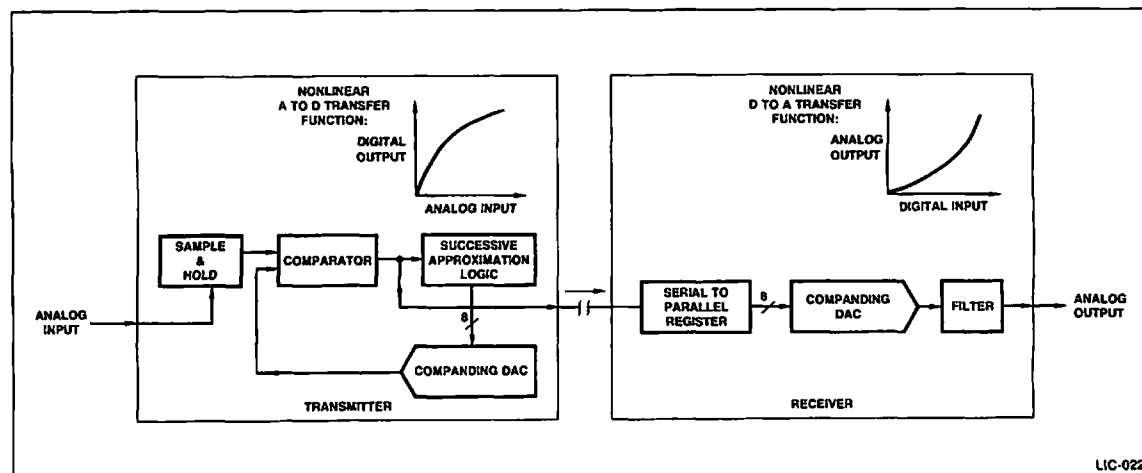 NONLINEAR
A TO D TRANSFER
FUNCTION:
DIGITAL
OUTPUT
ANALOG INPUT
SAMPLE
&
HOLD
COMPARATOR
SUCCESSIVE
APPROXIMATION
LOGIC
ANALOG
INPUT
8
COMPANDING DAC
TRANSMITTER
NONLINEAR
D TO A TRANSFER
FUNCTION:
ANALOG
OUTPUT
DIGITAL INPUT
SERIAL TO
PARALLEL
REGISTER
8
COMPANDING
DAC
FILTER
ANALOG
OUTPUT
RECEIVER
LIC-022